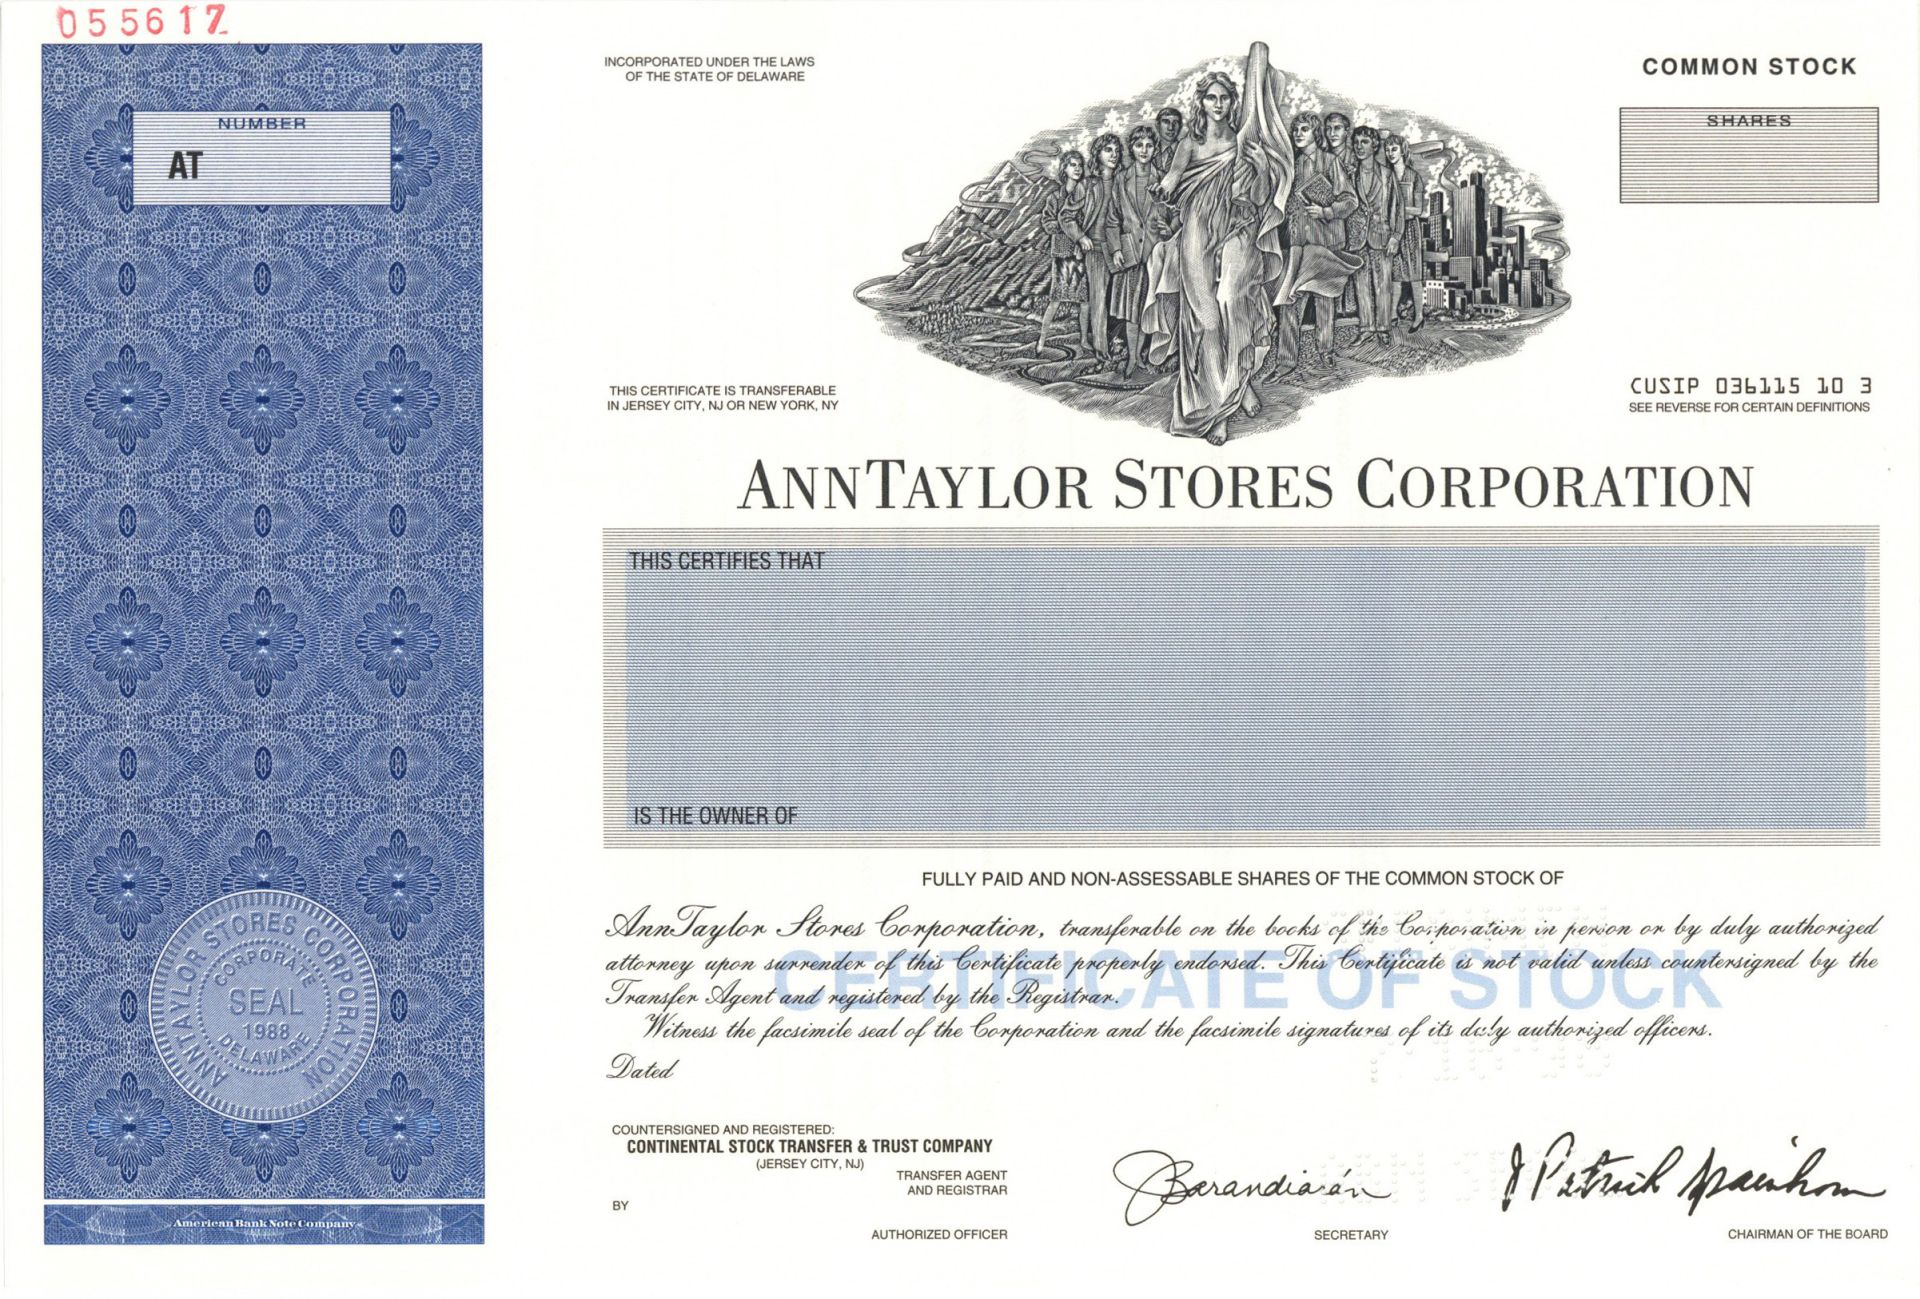 055617
NUMBER
AT
INCORPORATED UNDER THE LAWS
OF THE STATE OF DELAWARE
COMMON STOCK
SHARES
THIS CERTIFICATE IS TRANSFERABLE
IN JERSEY CITY, NJ OR NEW YORK, NY
CUSIP 036115 10 3
SEE REVERSE FOR CERTAIN DEFINITIONS
ANNTAYLOR STORES CORPORATION
THIS CERTIFIES THAT
IS THE OWNER OF
FULLY PAID AND NON-ASSESSABLE SHARES OF THE COMMON STOCK OF
AnnTaylor Stores Corporation, transferable on the books of the Corporation in person or by duly authorized
attorney upon surrender of this Certificate properly endorsed. This Certificate is not valid unless countersigned by the
Transfer Agent and registered by the Registrar.
Witness the facsimile seal of the Corporation and the facsimile signatures of its duly authorized officers.
Dated
CERTIFICATE OF STOCK
ANNTAYLOR STORES CORPORATION
CORPORATE
SEAL
1988
DELAWARE
COUNTERSIGNED AND REGISTERED:
CONTINENTAL STOCK TRANSFER & TRUST COMPANY
(JERSEY CITY, NJ)
TRANSFER AGENT
AND REGISTRAR
BY
AUTHORIZED OFFICER
JBarandiarán
SECRETARY
J Patrick Spainhour
CHAIRMAN OF THE BOARD
American Bank Note Company